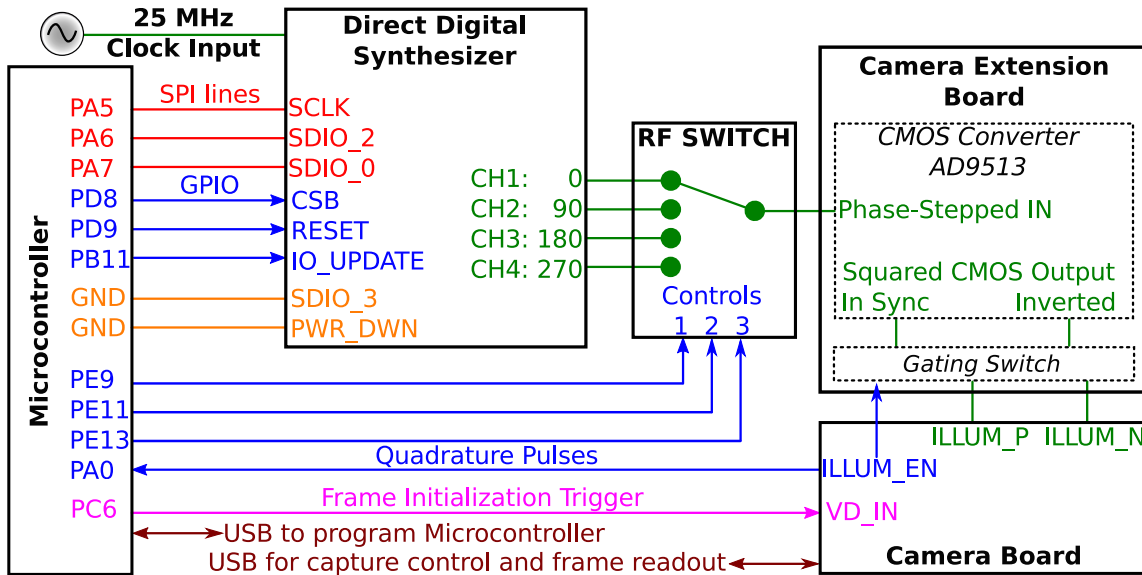 25 MHz
Clock Input
Direct Digital
Synthesizer
Microcontroller
PA5
SPI lines
SCLK
PA6
SDIO_2
PA7
SDIO_0
PD8
GPIO
CSB
PD9
RESET
PB11
IO_UPDATE
GND
SDIO_3
GND
PWR_DWN
CH1: 0
CH2: 90
CH3: 180
CH4: 270
RF SWITCH
Controls
1 2 3
Camera Extension
Board
CMOS Converter
AD9513
Phase-Stepped IN
Squared CMOS Output
In Sync Inverted
Gating Switch
PE9
PE11
PE13
PA0
Quadrature Pulses
ILLUM_EN
ILLUM_P ILLUM_N
PC6
Frame Initialization Trigger
VD_IN
USB to program Microcontroller
USB for capture control and frame readout
Camera Board